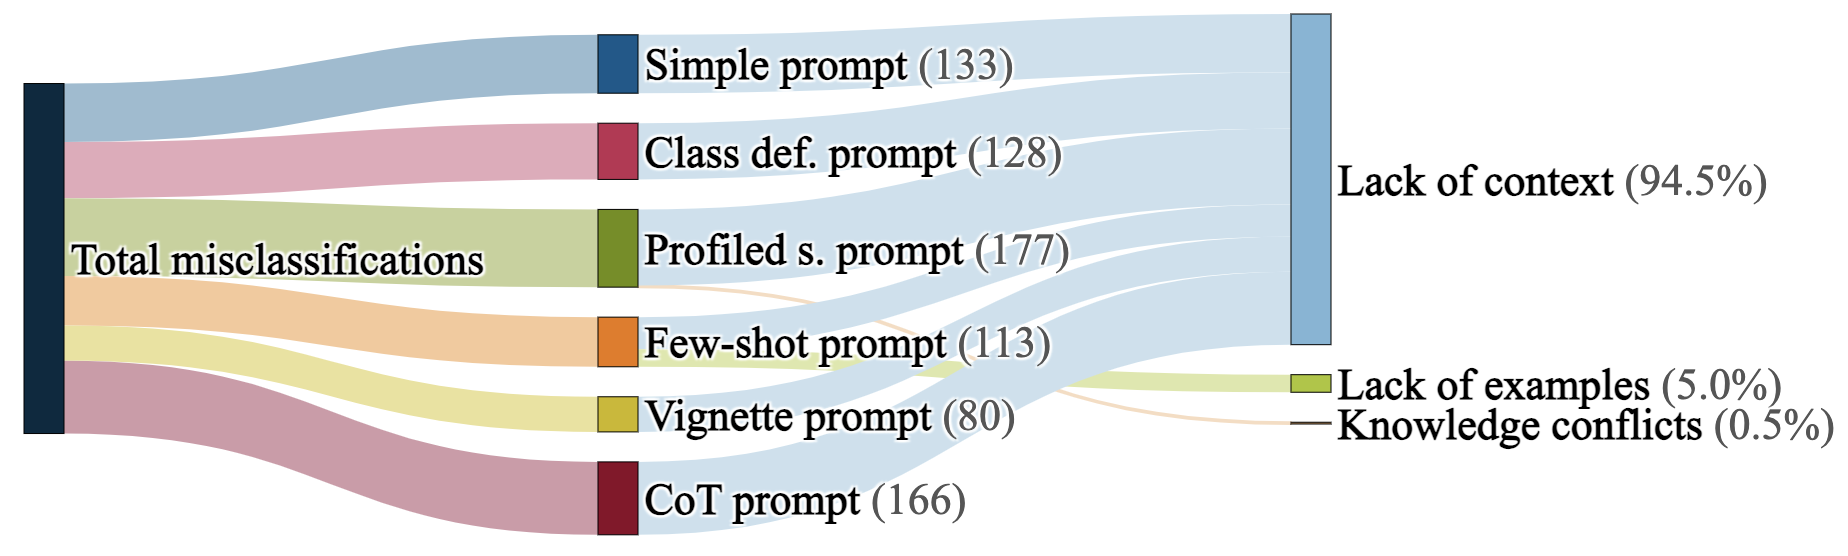 Total misclassifications
Simple prompt (133)
Class def. prompt (128)
Profiled s. prompt (177)
Few-shot prompt (113)
Vignette prompt (80)
CoT prompt (166)
Lack of context (94.5%)
Lack of examples (5.0%)
Knowledge conflicts (0.5%)